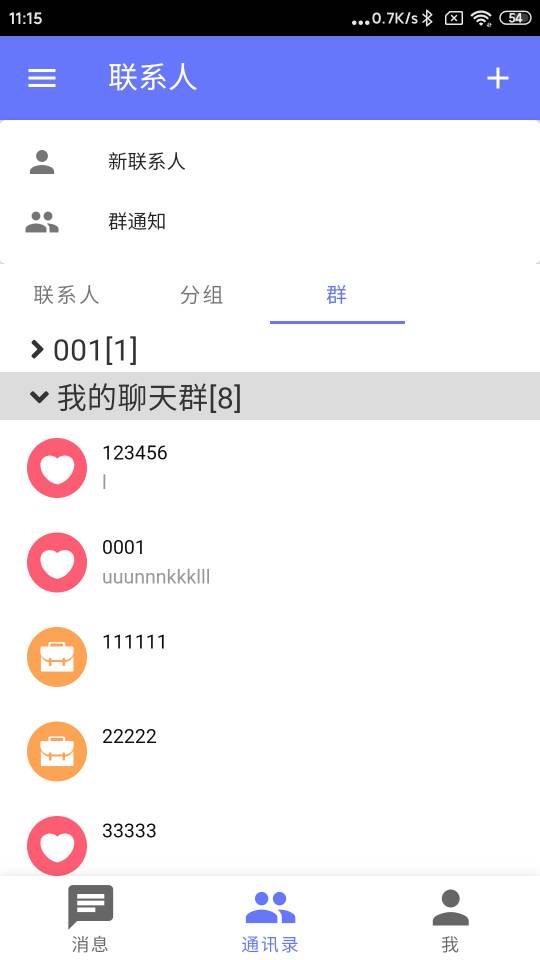 11:15
...0.7K/s
54
联系人
新联系人
群通知
联系人 分组 群
001[1]
我的聊天群[8]
123456
l
0001
uuunnnkkklll
111111
22222
33333
消息 通讯录 我